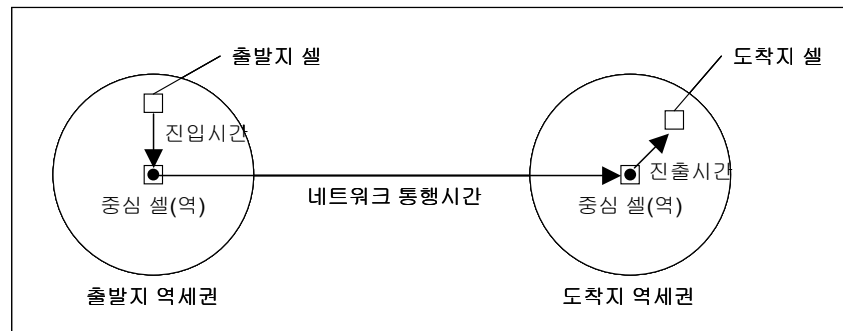 출발지 셀
도착지 셀
진입시간
진출시간
중심 셀(역)
네트워크 통행시간
중심 셀(역)
출발지 역세권
도착지 역세권